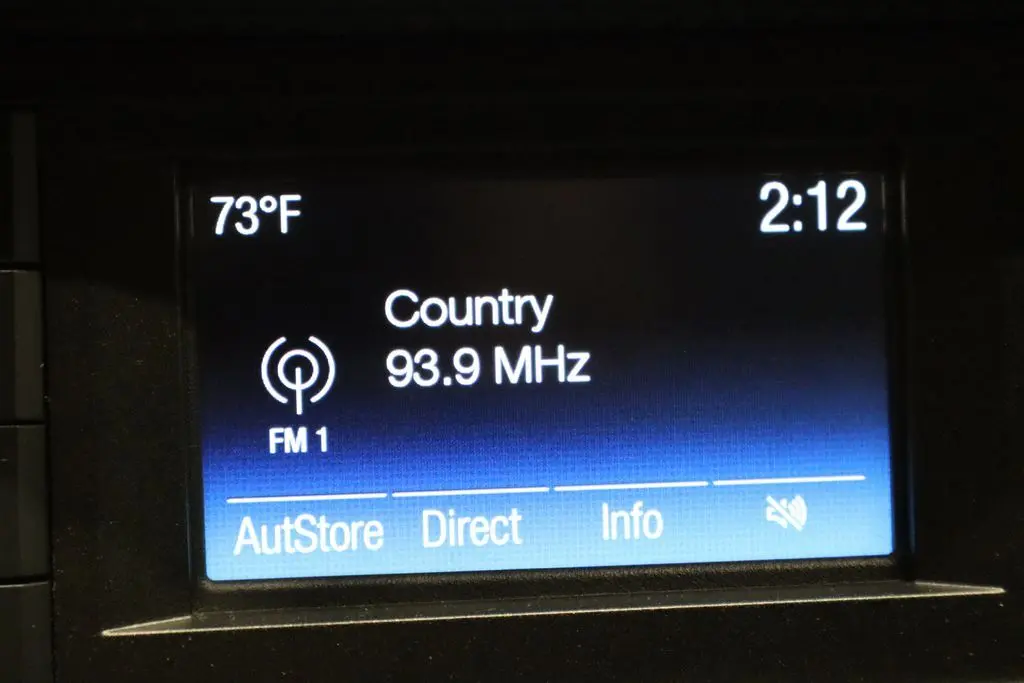 73°F
2:12
Country
93.9 MHz
FM 1
AutStore Direct Info